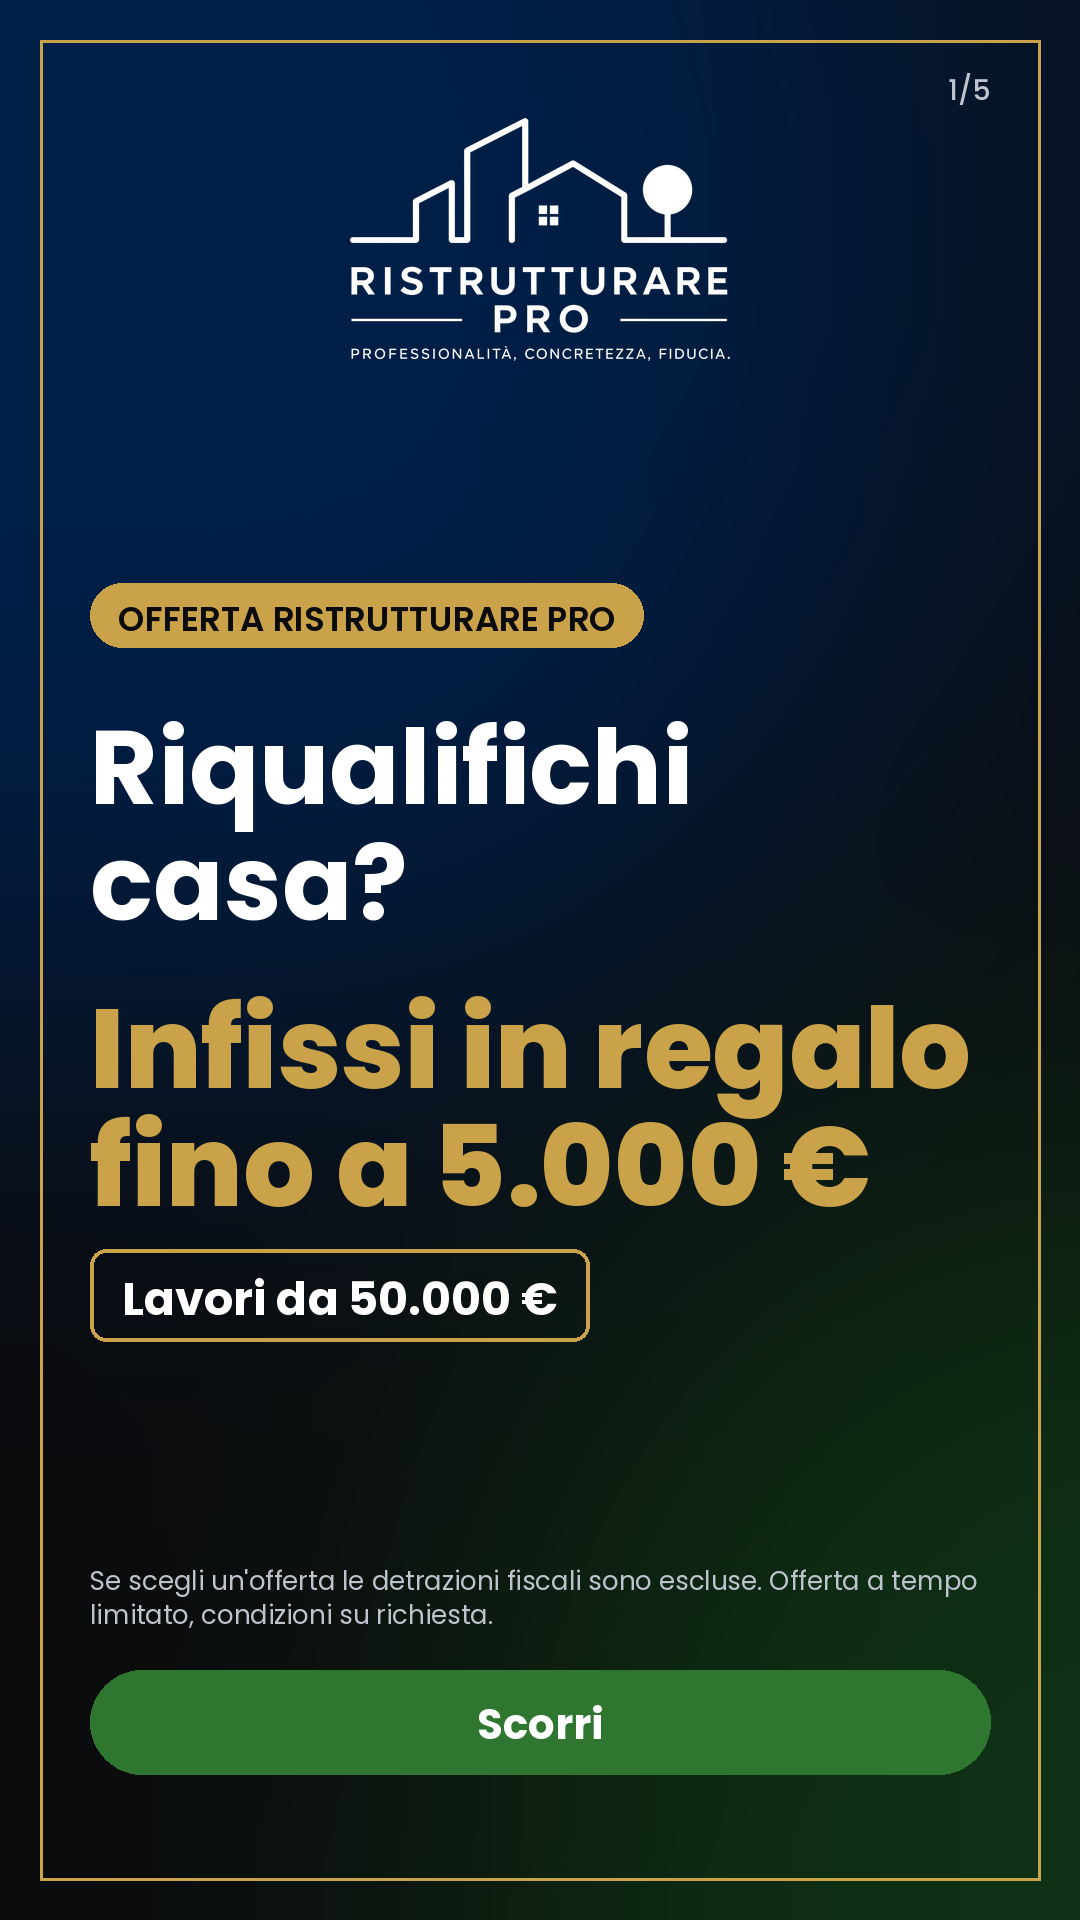 1/5
RISTRUTTURARE
PRO
PROFESSIONALITÀ, CONCRETEZZA, FIDUCIA.
OFFERTA RISTRUTTURARE PRO
Riqualifichi
casa?
Infissi in regalo
fino a 5.000 €
Lavori da 50.000 €
Se scegli un'offerta le detrazioni fiscali sono escluse. Offerta a tempo
limitato, condizioni su richiesta.
Scorri